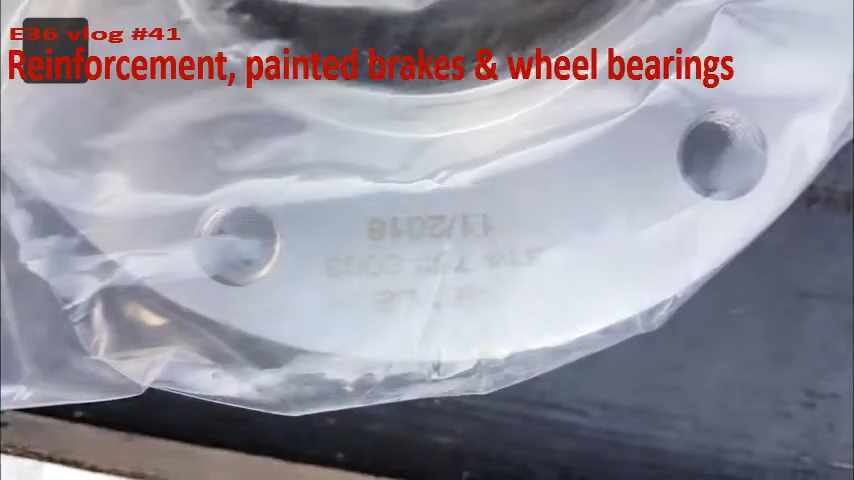 E36 vlog #41
Reinforcement, painted brakes & wheel bearings
11/2018